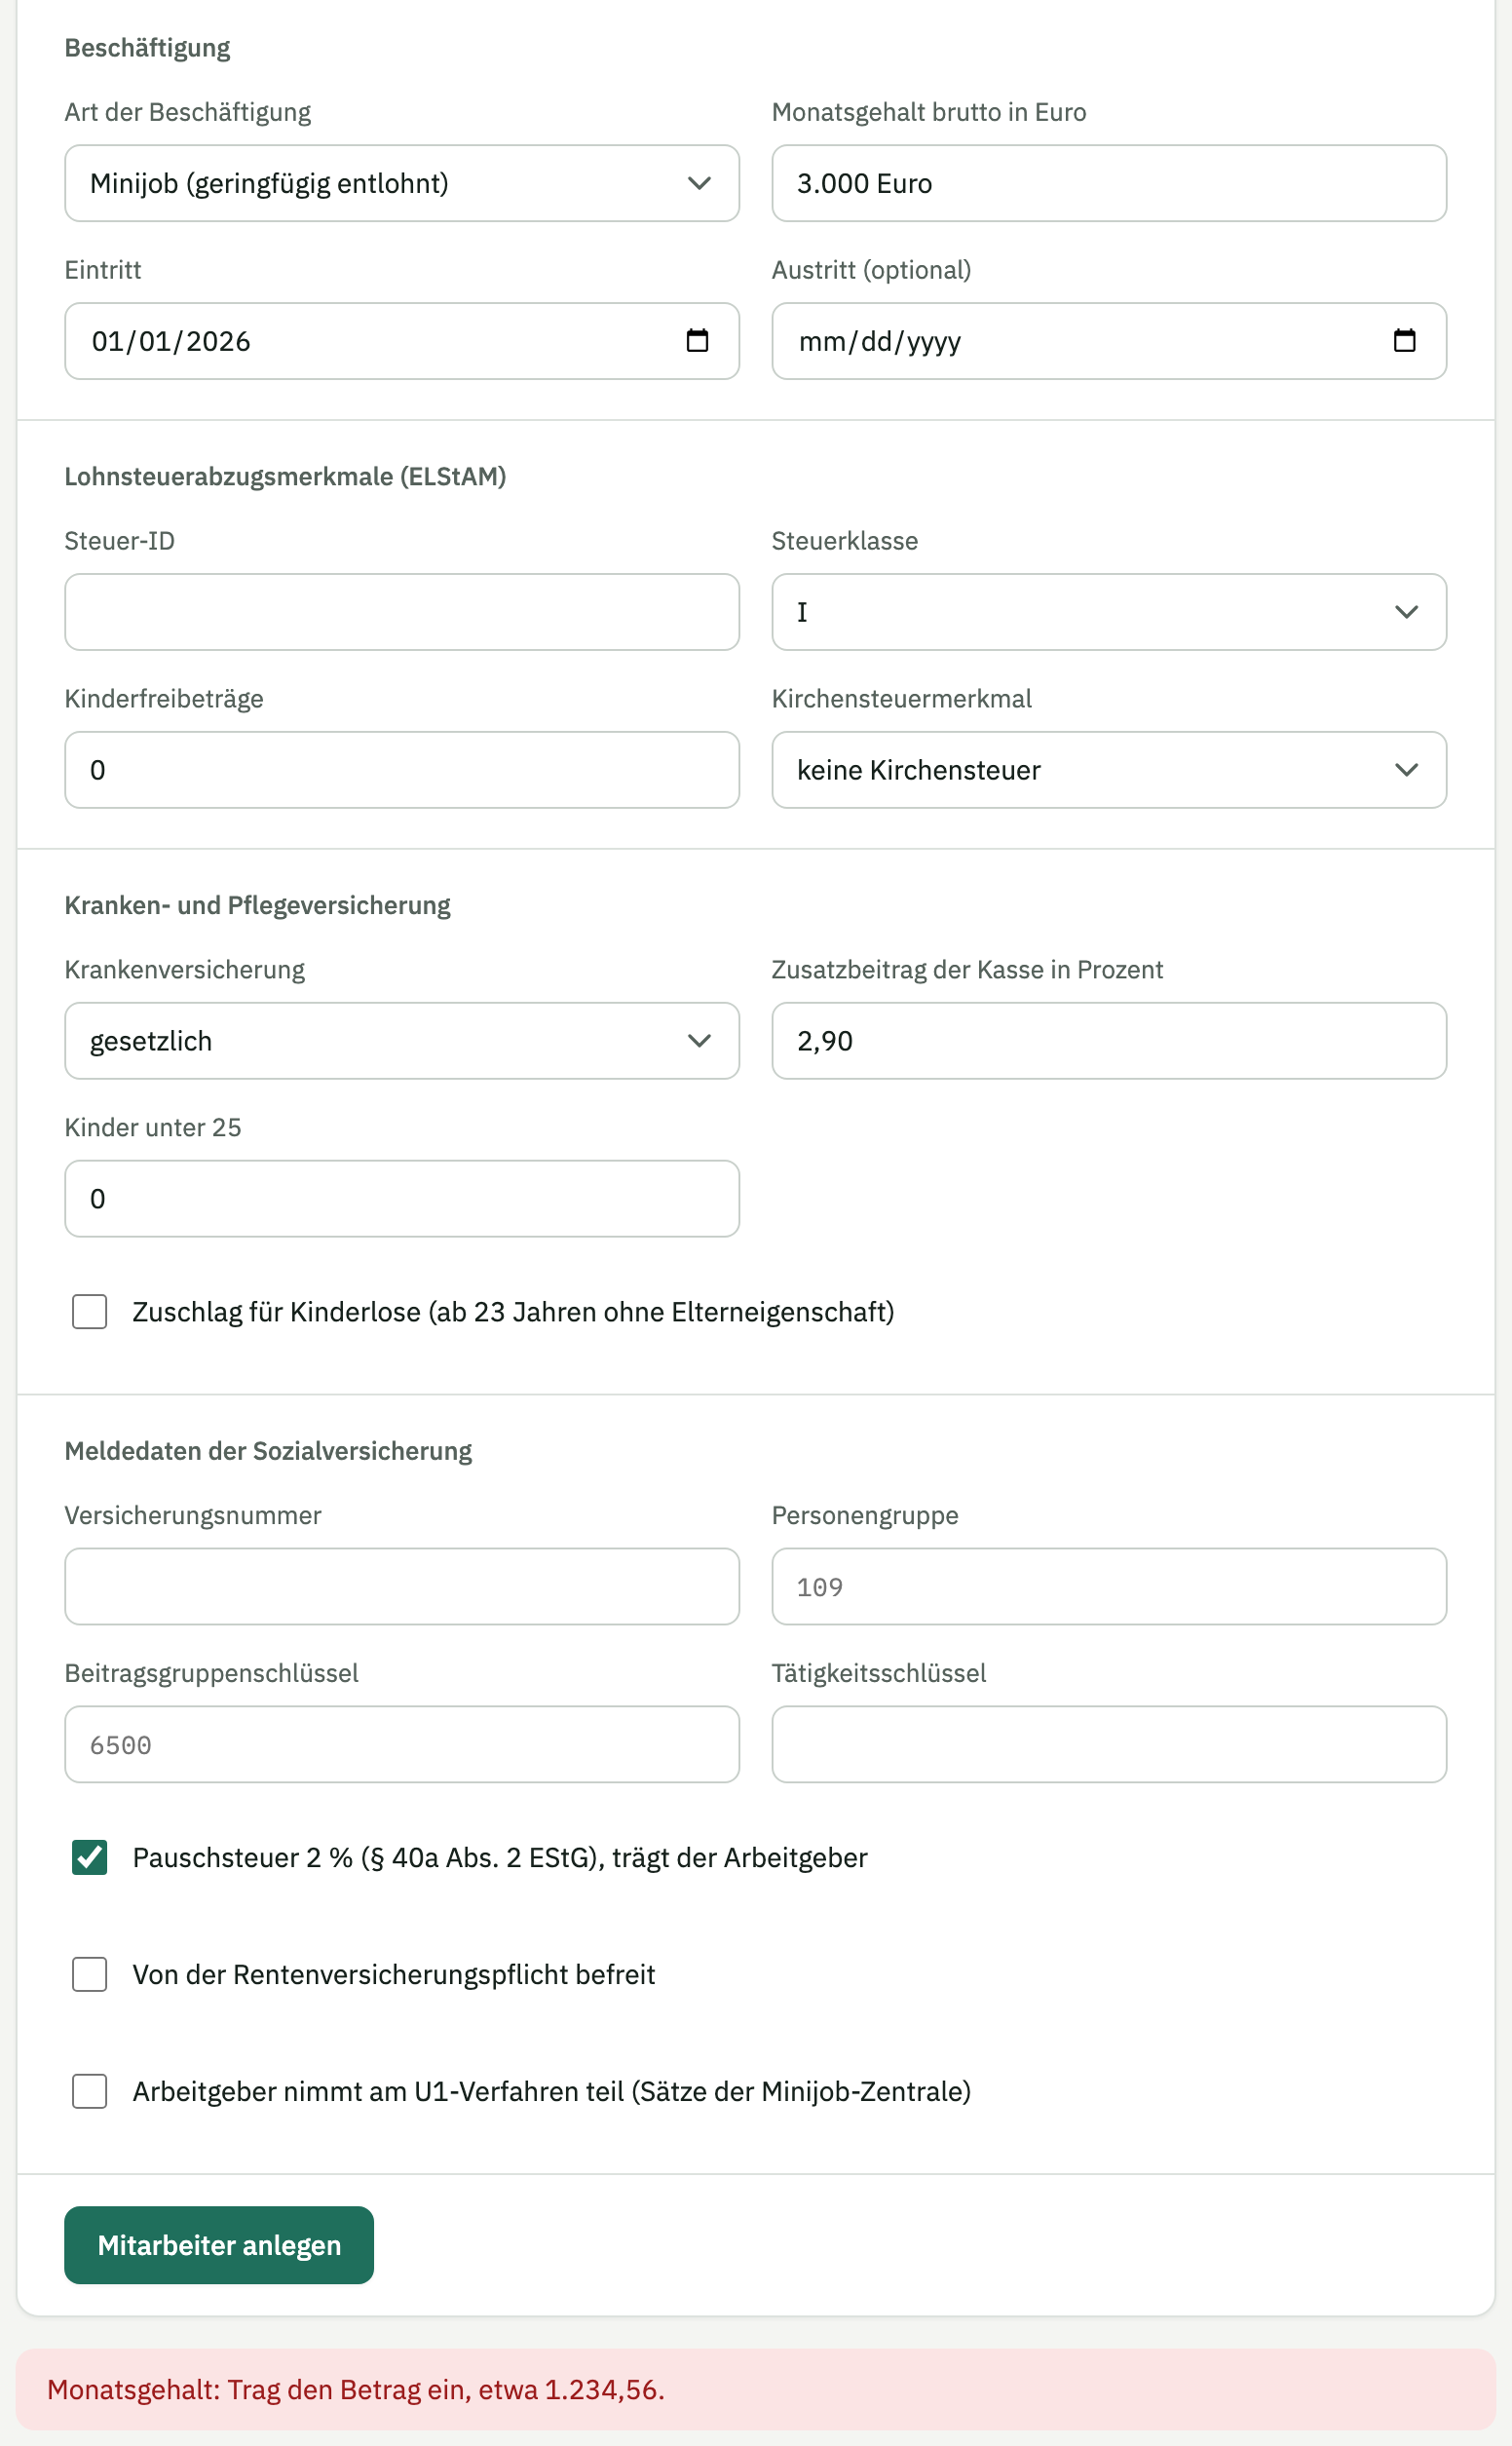 Beschäftigung
Art der Beschäftigung
Monatsgehalt brutto in Euro
Minijob (geringfügig entlohnt)
3.000 Euro
Eintritt
Austritt (optional)
01/01/2026
mm/dd/yyyy
Lohnsteuerabzugsmerkmale (ELStAM)
Steuer-ID
Steuerklasse
I
Kinderfreibeträge
Kirchensteuermerkmal
0
keine Kirchensteuer
Kranken- und Pflegeversicherung
Krankenversicherung
Zusatzbeitrag der Kasse in Prozent
gesetzlich
2,90
Kinder unter 25
0
Zuschlag für Kinderlose (ab 23 Jahren ohne Elterneigenschaft)
Meldedaten der Sozialversicherung
Versicherungsnummer
Personengruppe
109
Beitragsgruppenschlüssel
Tätigkeitsschlüssel
6500
Pauschsteuer 2 % (§ 40a Abs. 2 EStG), trägt der Arbeitgeber
Von der Rentenversicherungspflicht befreit
Arbeitgeber nimmt am U1-Verfahren teil (Sätze der Minijob-Zentrale)
Mitarbeiter anlegen
Monatsgehalt: Trag den Betrag ein, etwa 1.234,56.